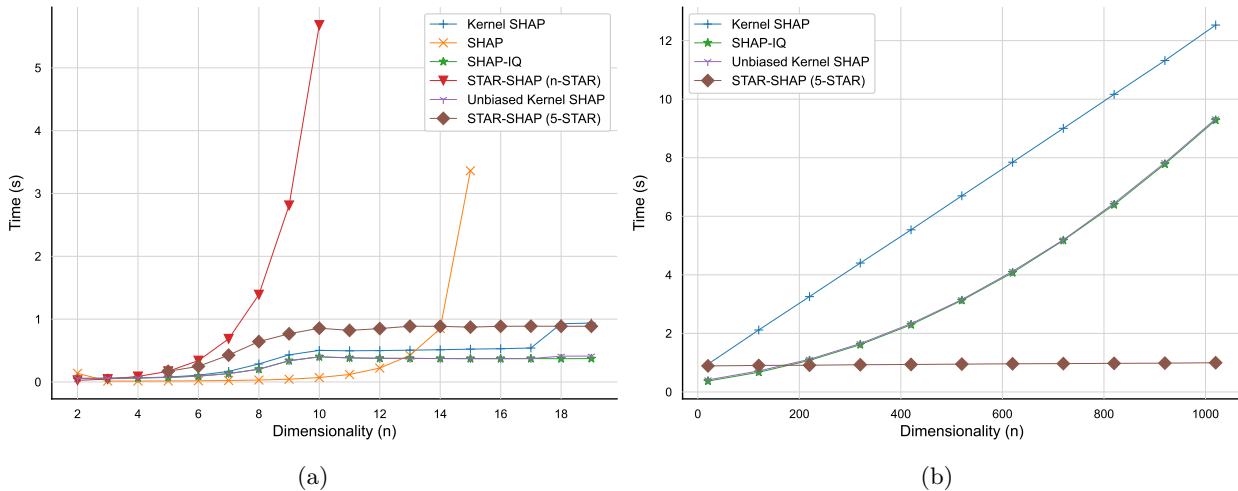 Kernel SHAP
SHAP
SHAP-IQ
STAR-SHAP (n-STAR)
Unbiased Kernel SHAP
STAR-SHAP (5-STAR)
5
4
3
2
1
0
Time (s)
2 4 6 8 10 12 14 16 18
Dimensionality (n)
(a)
Kernel SHAP
SHAP-IQ
Unbiased Kernel SHAP
STAR-SHAP (5-STAR)
12
10
8
6
4
2
0
Time (s)
0 200 400 600 800 1000
Dimensionality (n)
(b)